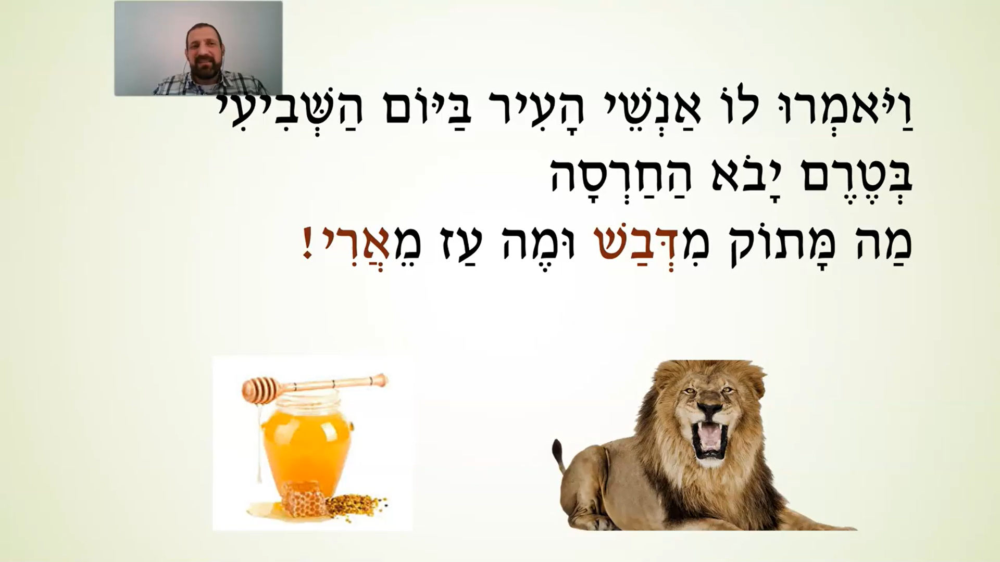 וַיֹּאמְרוּ לוֹ אַנְשֵׁי הָעִיר בַּיּוֹם הַשְּׁבִיעִי
בְּטֶרֶם יָבֹא הַחַרְסָה
מַה מָּתוֹק מִדְּבַשׁ וּמֶה עַז מֵאֲרִי!